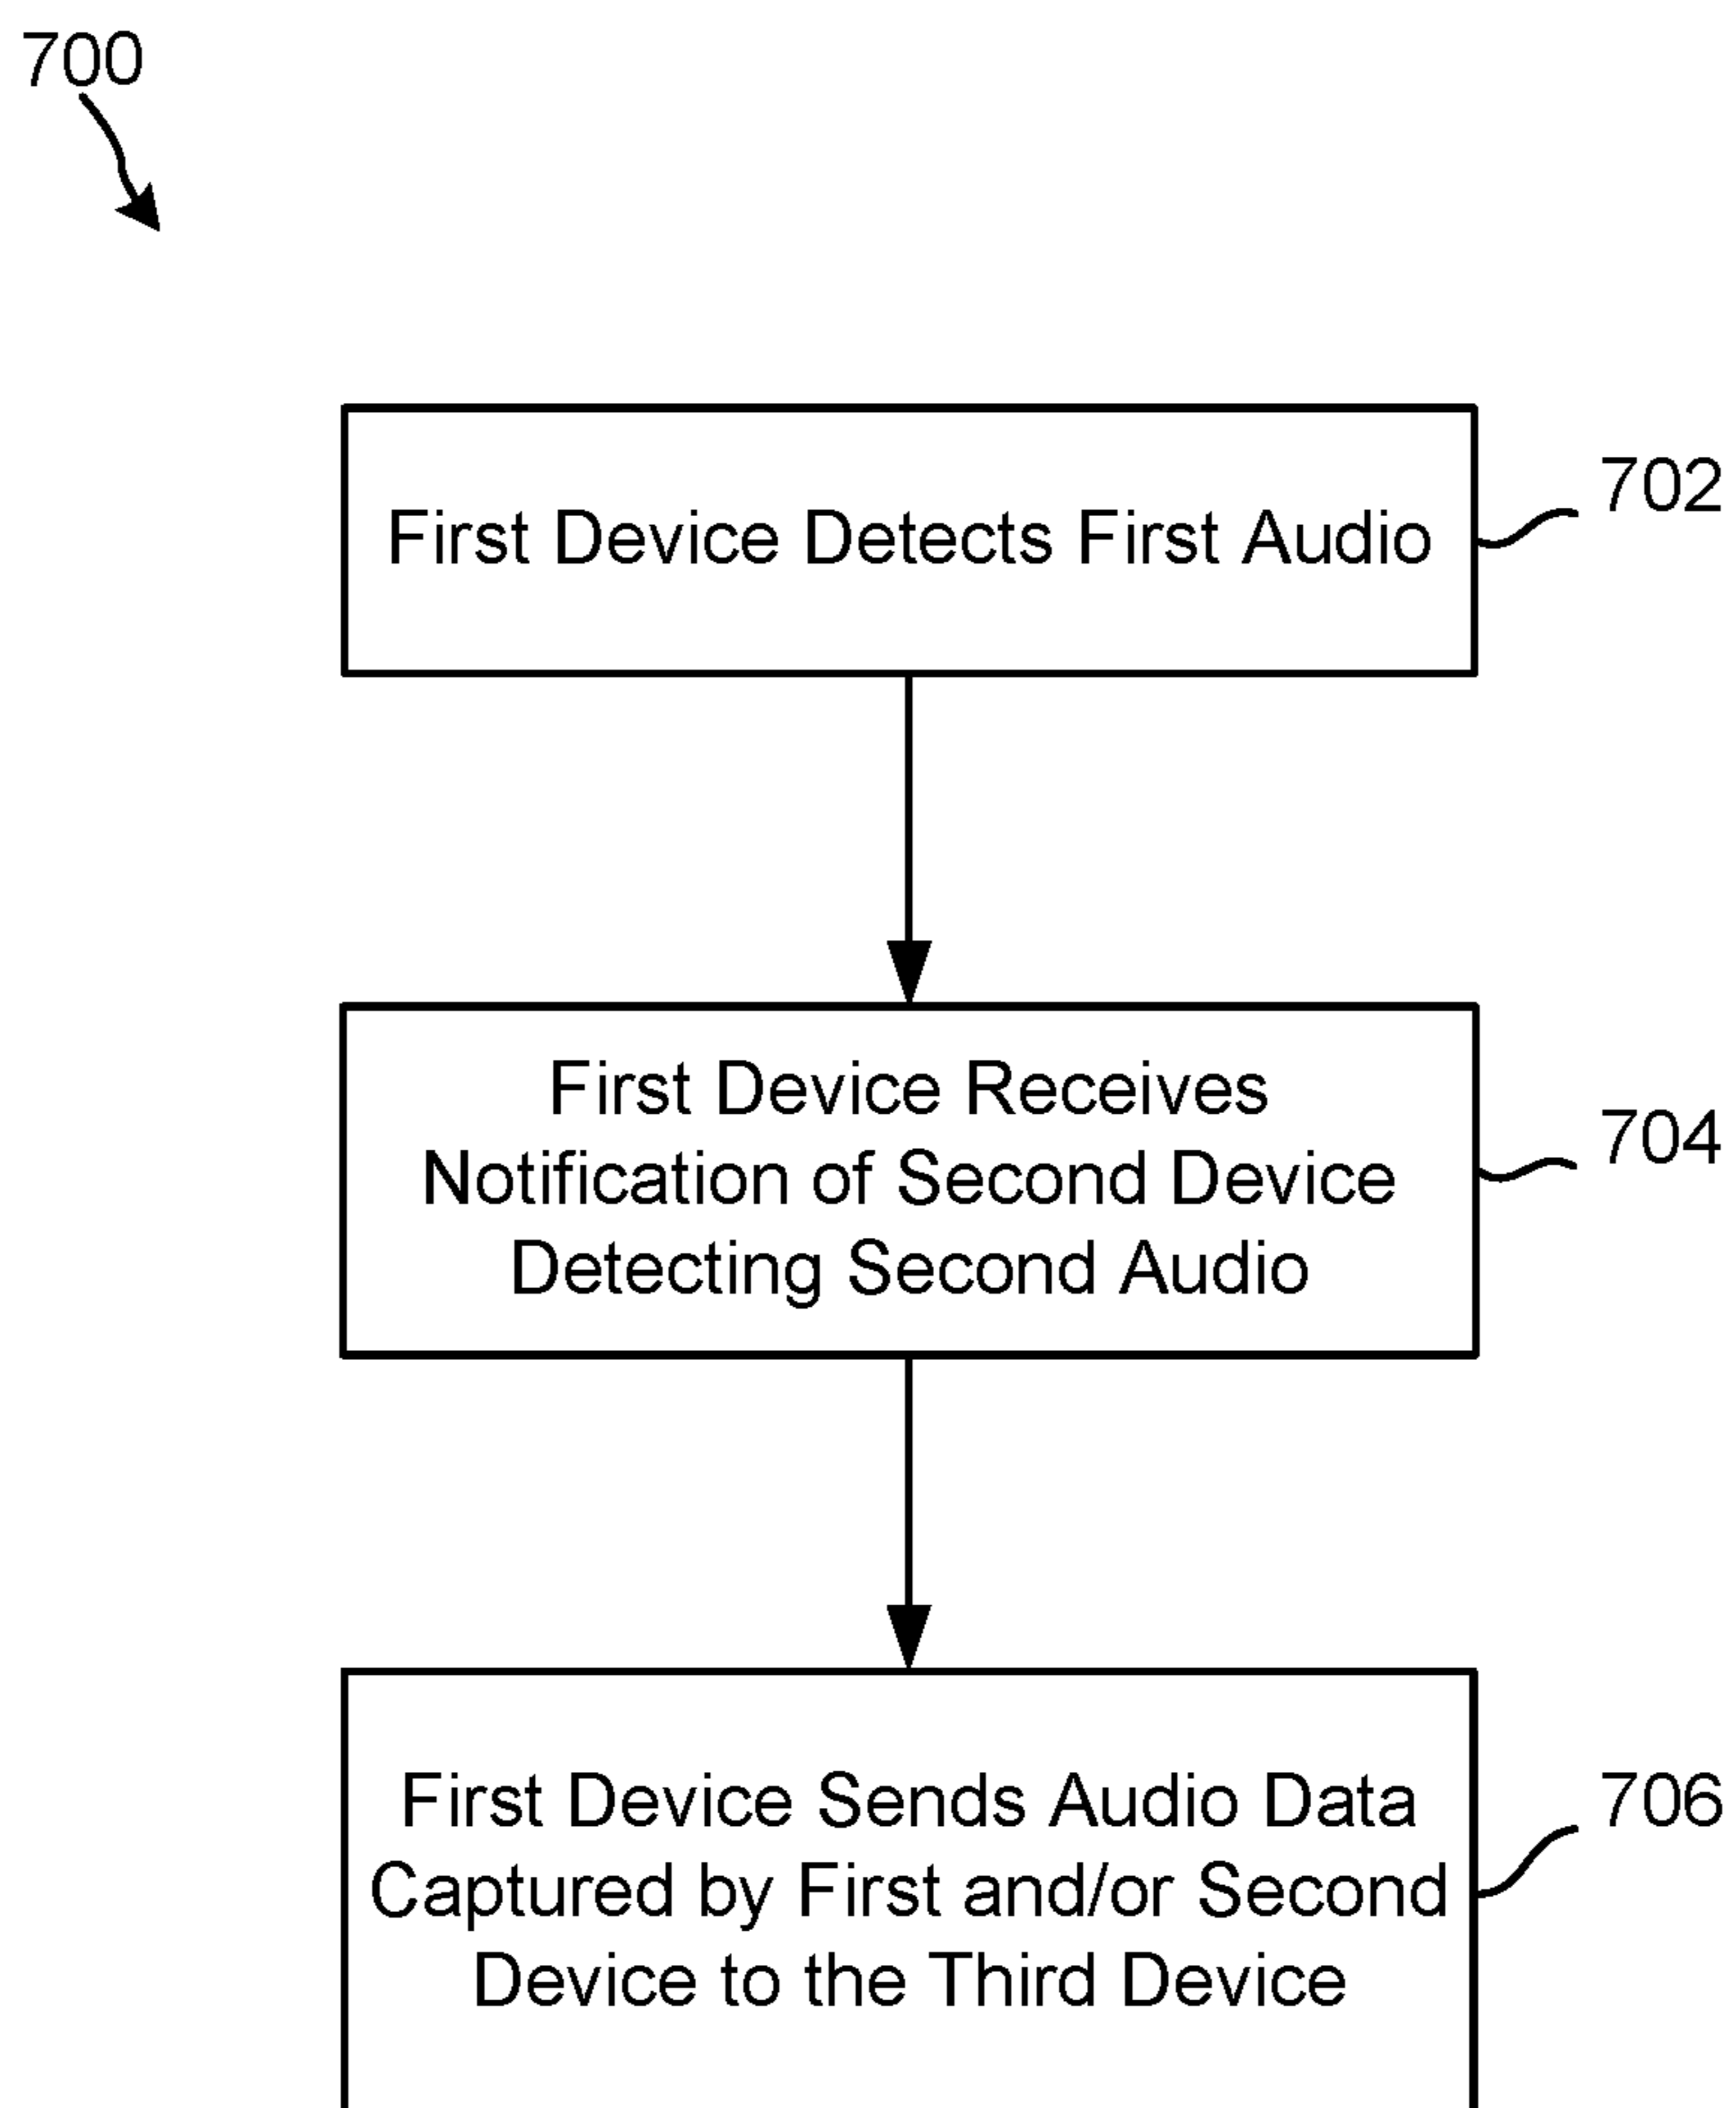 700
First Device Detects First Audio
702
First Device Receives
Notification of Second Device
Detecting Second Audio
704
First Device Sends Audio Data
Captured by First and/or Second
Device to the Third Device
706